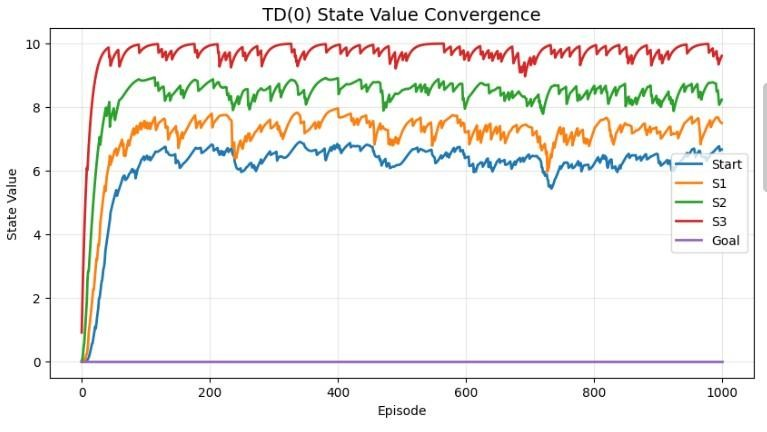 TD(0) State Value Convergence
10
8
6
4
2
0
State Value
Start
S1
S2
S3
Goal
0 200 400 600 800 1000
Episode